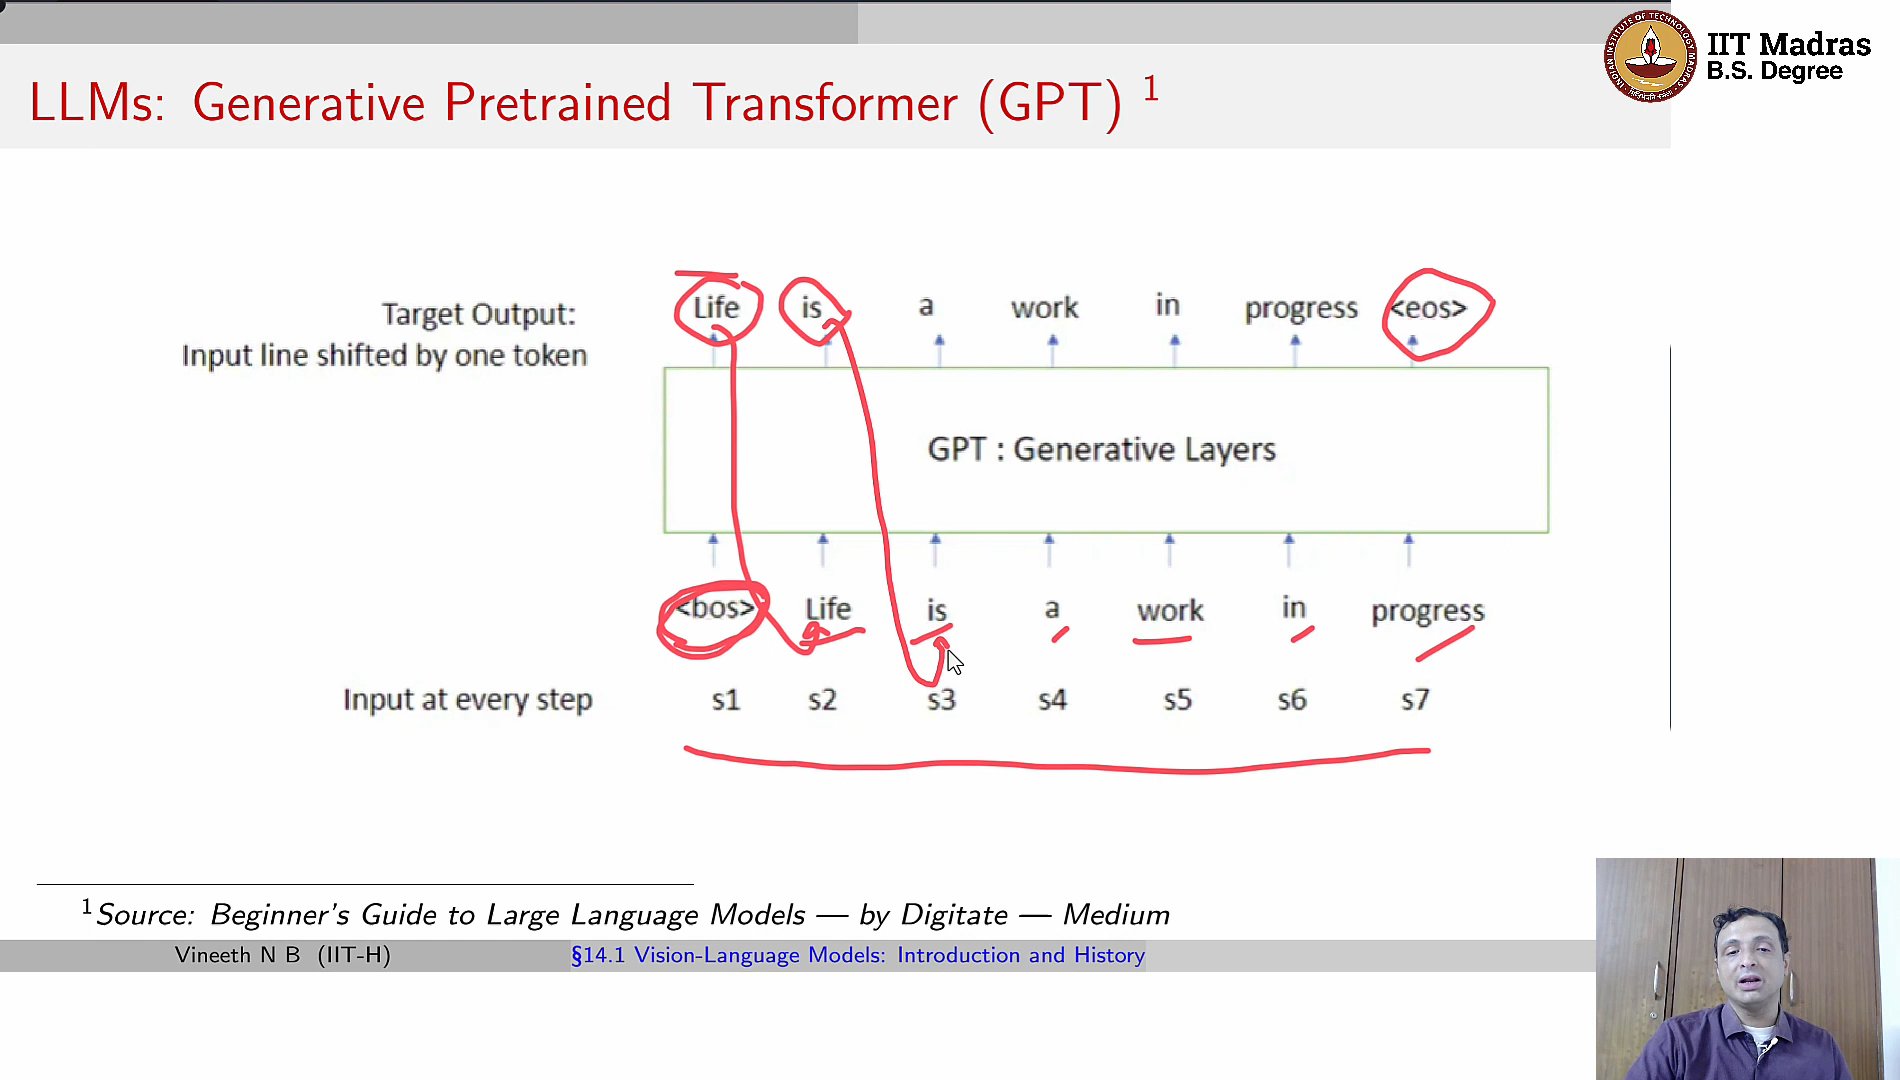 IIT Madras
B.S. Degree
LLMs: Generative Pretrained Transformer (GPT) 1
Target Output:
Input line shifted by one token
Life is a work in progress <eos>
GPT : Generative Layers
<bos> Life is a work in progress
Input at every step s1 s2 s3 s4 s5 s6 s7
1Source: Beginner's Guide to Large Language Models — by Digitate — Medium
Vineeth N B (IIT-H) §14.1 Vision-Language Models: Introduction and History